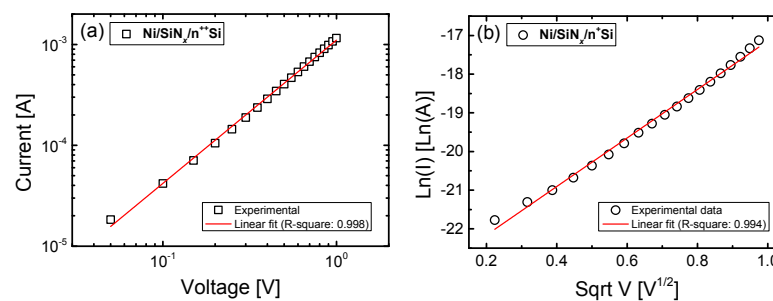 (a)
Ni/SiNx/n++Si
10-3
10-4
10-5
Current [A]
10-1
100
Voltage [V]
Experimental
Linear fit (R-square: 0.998)
(b)
Ni/SiNx/n+Si
-17
-18
-19
-20
-21
-22
Ln(I) [Ln(A)]
0.2
0.4
0.6
0.8
1.0
Sqrt V [V1/2]
Experimental data
Linear fit (R-square: 0.994)